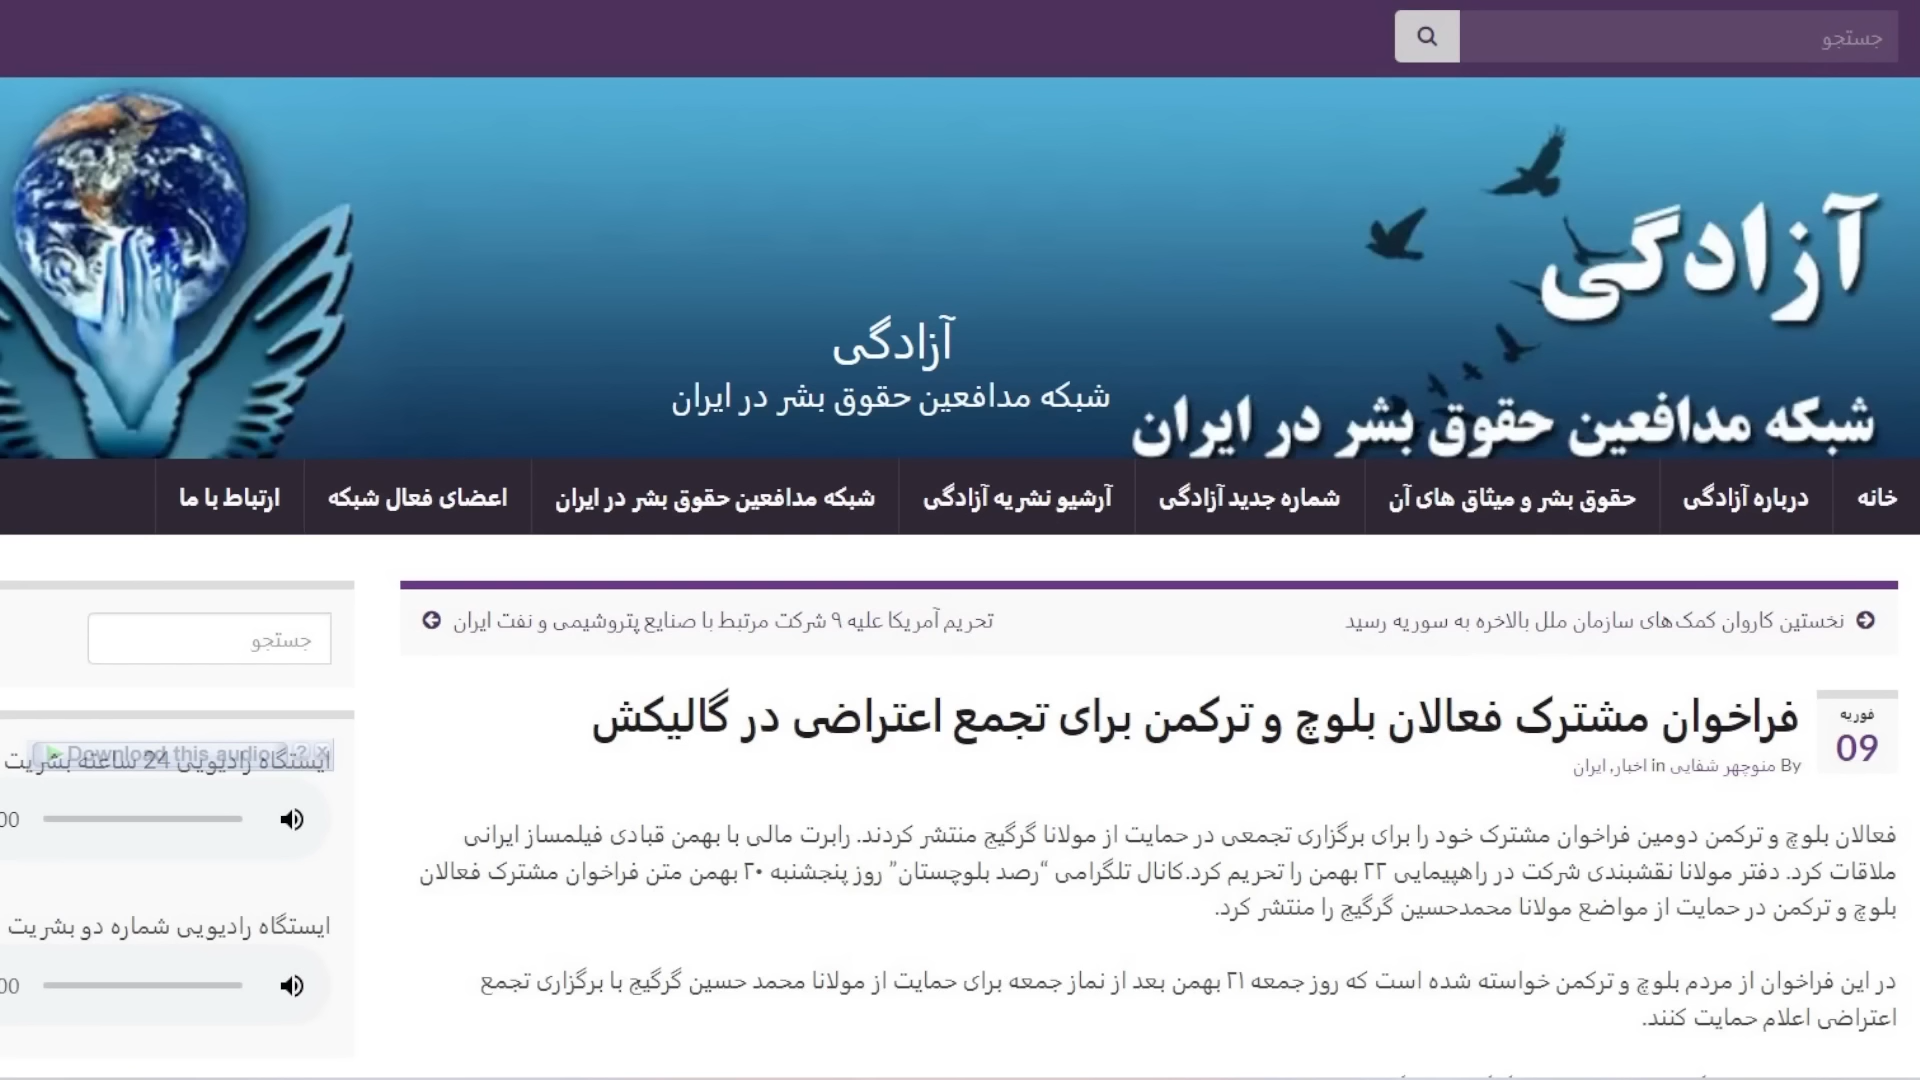 جستجو
آزادگی
شبکه مدافعین حقوق بشر در ایران
آزادگی
شبکه مدافعین حقوق بشر در ایران
خانه
درباره آزادگی
حقوق بشر و میثاق های آن
شماره جدید آزادگی
آرشیو نشریه آزادگی
شبکه مدافعین حقوق بشر در ایران
اعضای فعال شبکه
ارتباط با ما
نخستین کاروان کمک‌های سازمان ملل بالاخره به سوریه رسید
تحریم آمریکا علیه ۹ شرکت مرتبط با صنایع پتروشیمی و نفت ایران
فوریه
09
فراخوان مشترک فعالان بلوچ و ترکمن برای تجمع اعتراضی در گالیکش
By منوچهر شفایی in اخبار, ایران
فعالان بلوچ و ترکمن دومین فراخوان مشترک خود را برای برگزاری تجمعی در حمایت از مولانا گرگیج منتشر کردند. رابرت مالی با بهمن قبادی فیلمساز ایرانی
ملاقات کرد. دفتر مولانا نقشبندی شرکت در راهپیمایی ۲۲ بهمن را تحریم کرد.کانال تلگرامی “رصد بلوچستان” روز پنجشنبه ۲۰ بهمن متن فراخوان مشترک فعالان
بلوچ و ترکمن در حمایت از مواضع مولانا محمدحسین گرگیج را منتشر کرد.
در این فراخوان از مردم بلوچ و ترکمن خواسته شده است که روز جمعه ۲۱ بهمن بعد از نماز جمعه برای حمایت از مولانا محمد حسین گرگیج با برگزاری تجمع
اعتراضی اعلام حمایت کنند.
جستجو
Download this audio ? x
ایستگاه رادیویی 24 ساعته بشریت
00
ایستگاه رادیویی شماره دو بشریت
00